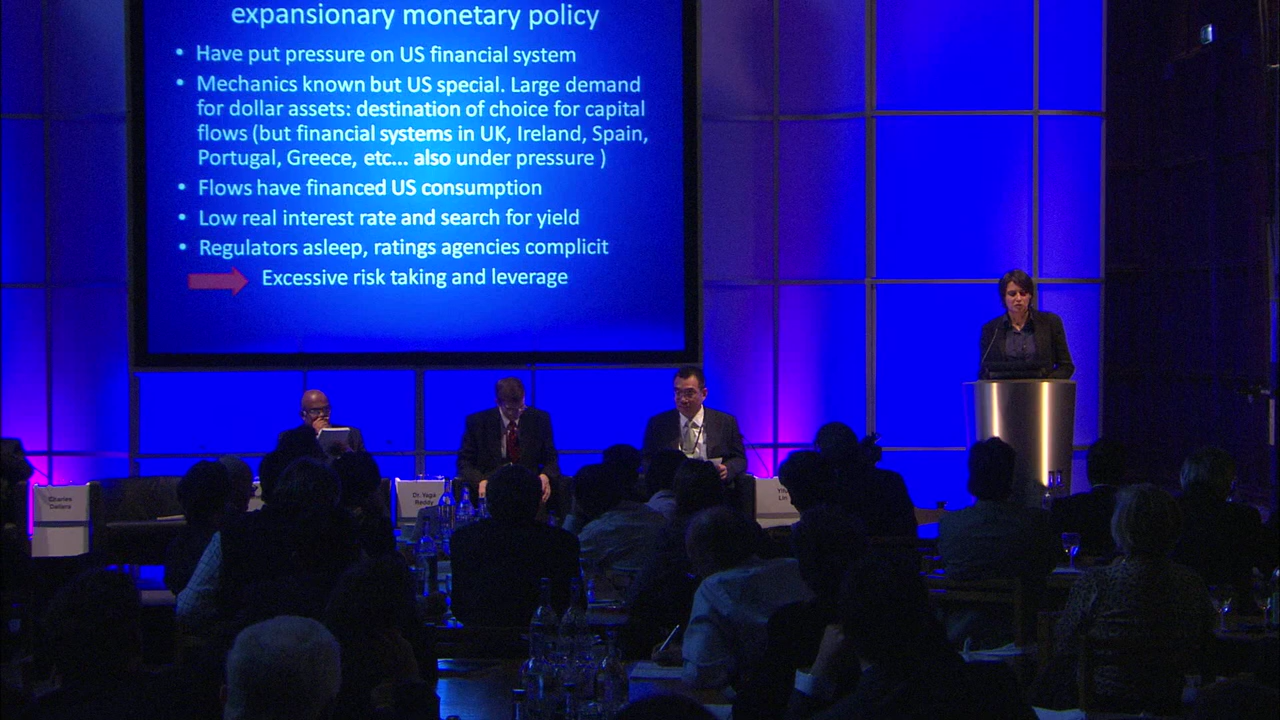 expansionary monetary policy
• Have put pressure on US financial system
• Mechanics known but US special. Large demand
for dollar assets: destination of choice for capital
flows (but financial systems in UK, Ireland, Spain,
Portugal, Greece, etc... also under pressure )
• Flows have financed US consumption
• Low real interest rate and search for yield
• Regulators asleep, ratings agencies complicit
Excessive risk taking and leverage
Charles
Dallara
Dr. Yaga
Reddy
Lin